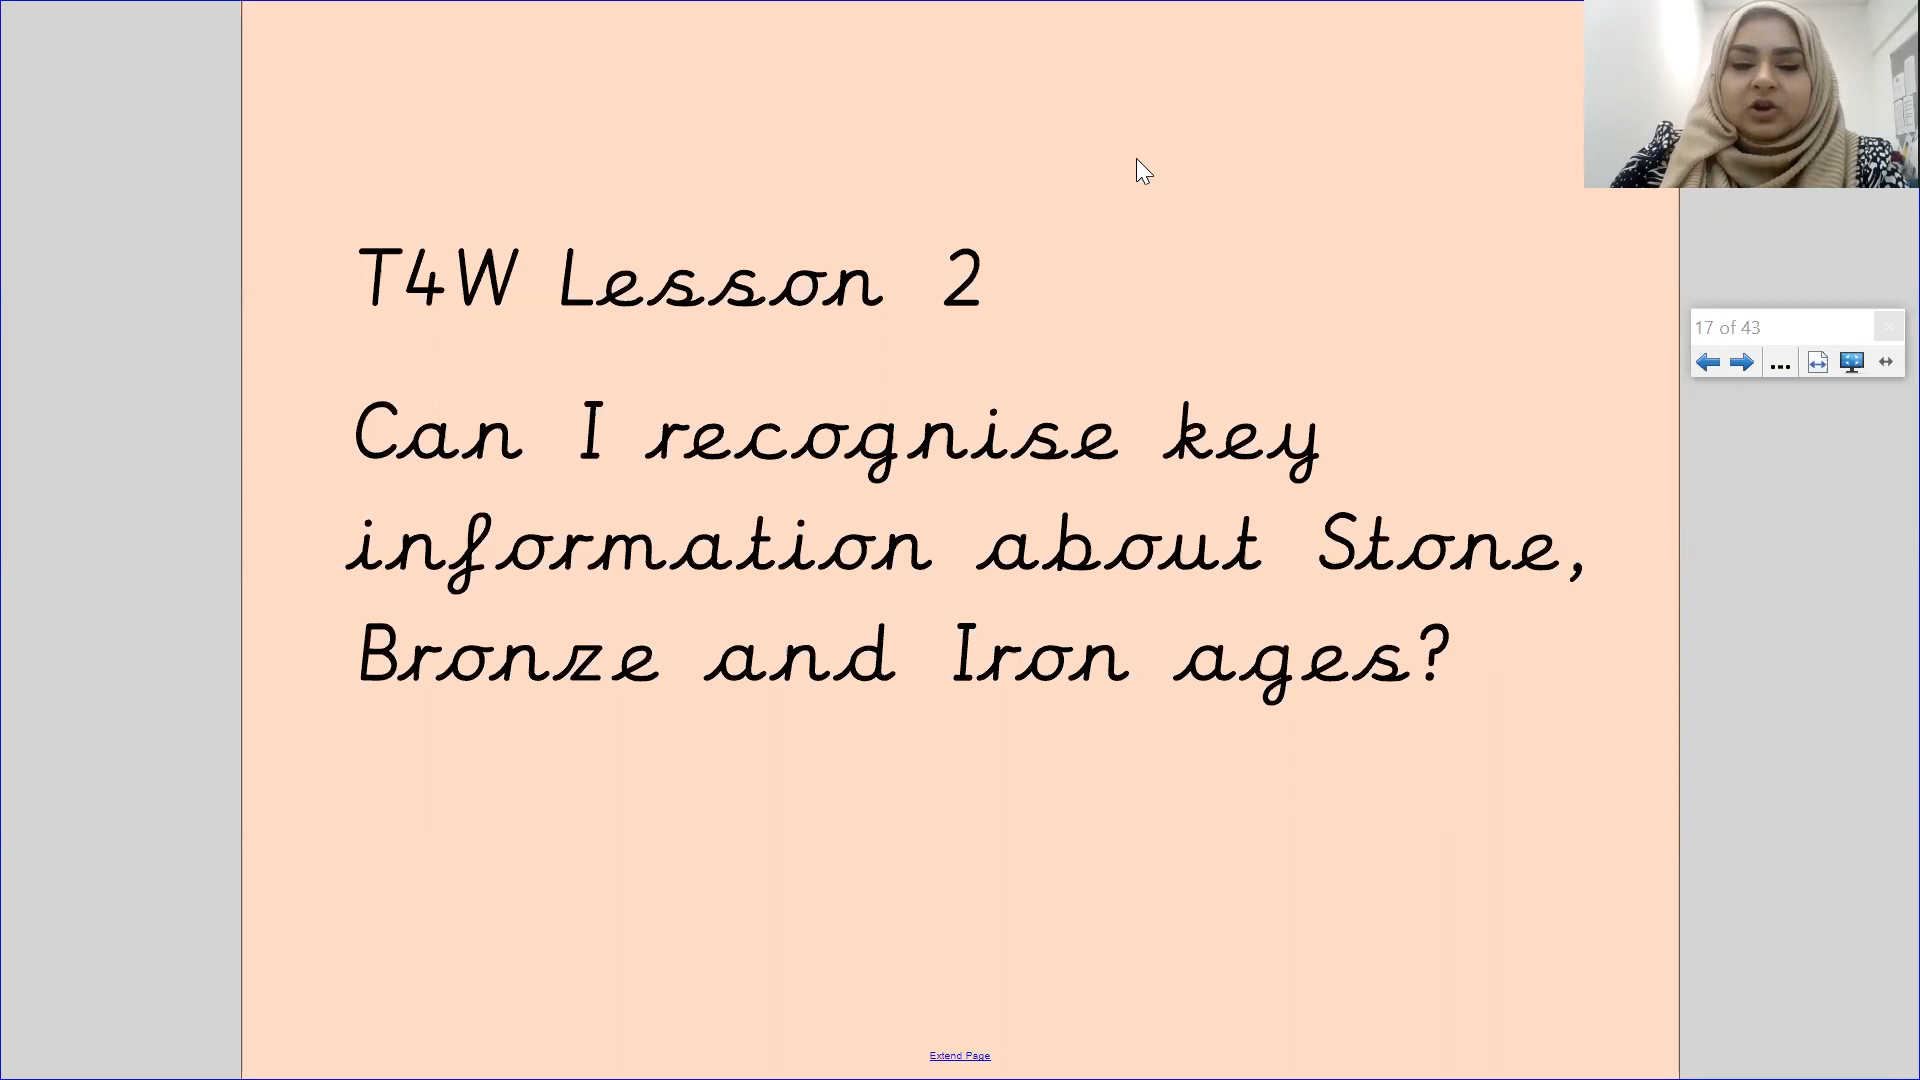 T4W Lesson 2
Can I recognise key
information about Stone,
Bronze and Iron ages?
17 of 43
Extend Page